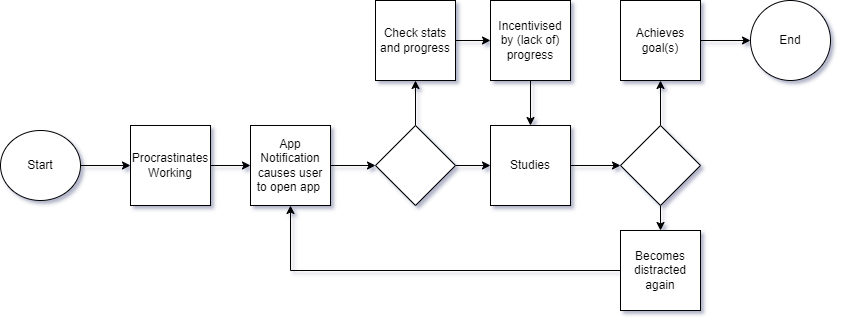 Check stats
and progress
Incentivised
by (lack of)
progress
Achieves
goal(s)
End
Start
Procrastinates
Working
App
Notification
causes user
to open app
Studies
Becomes
distracted
again